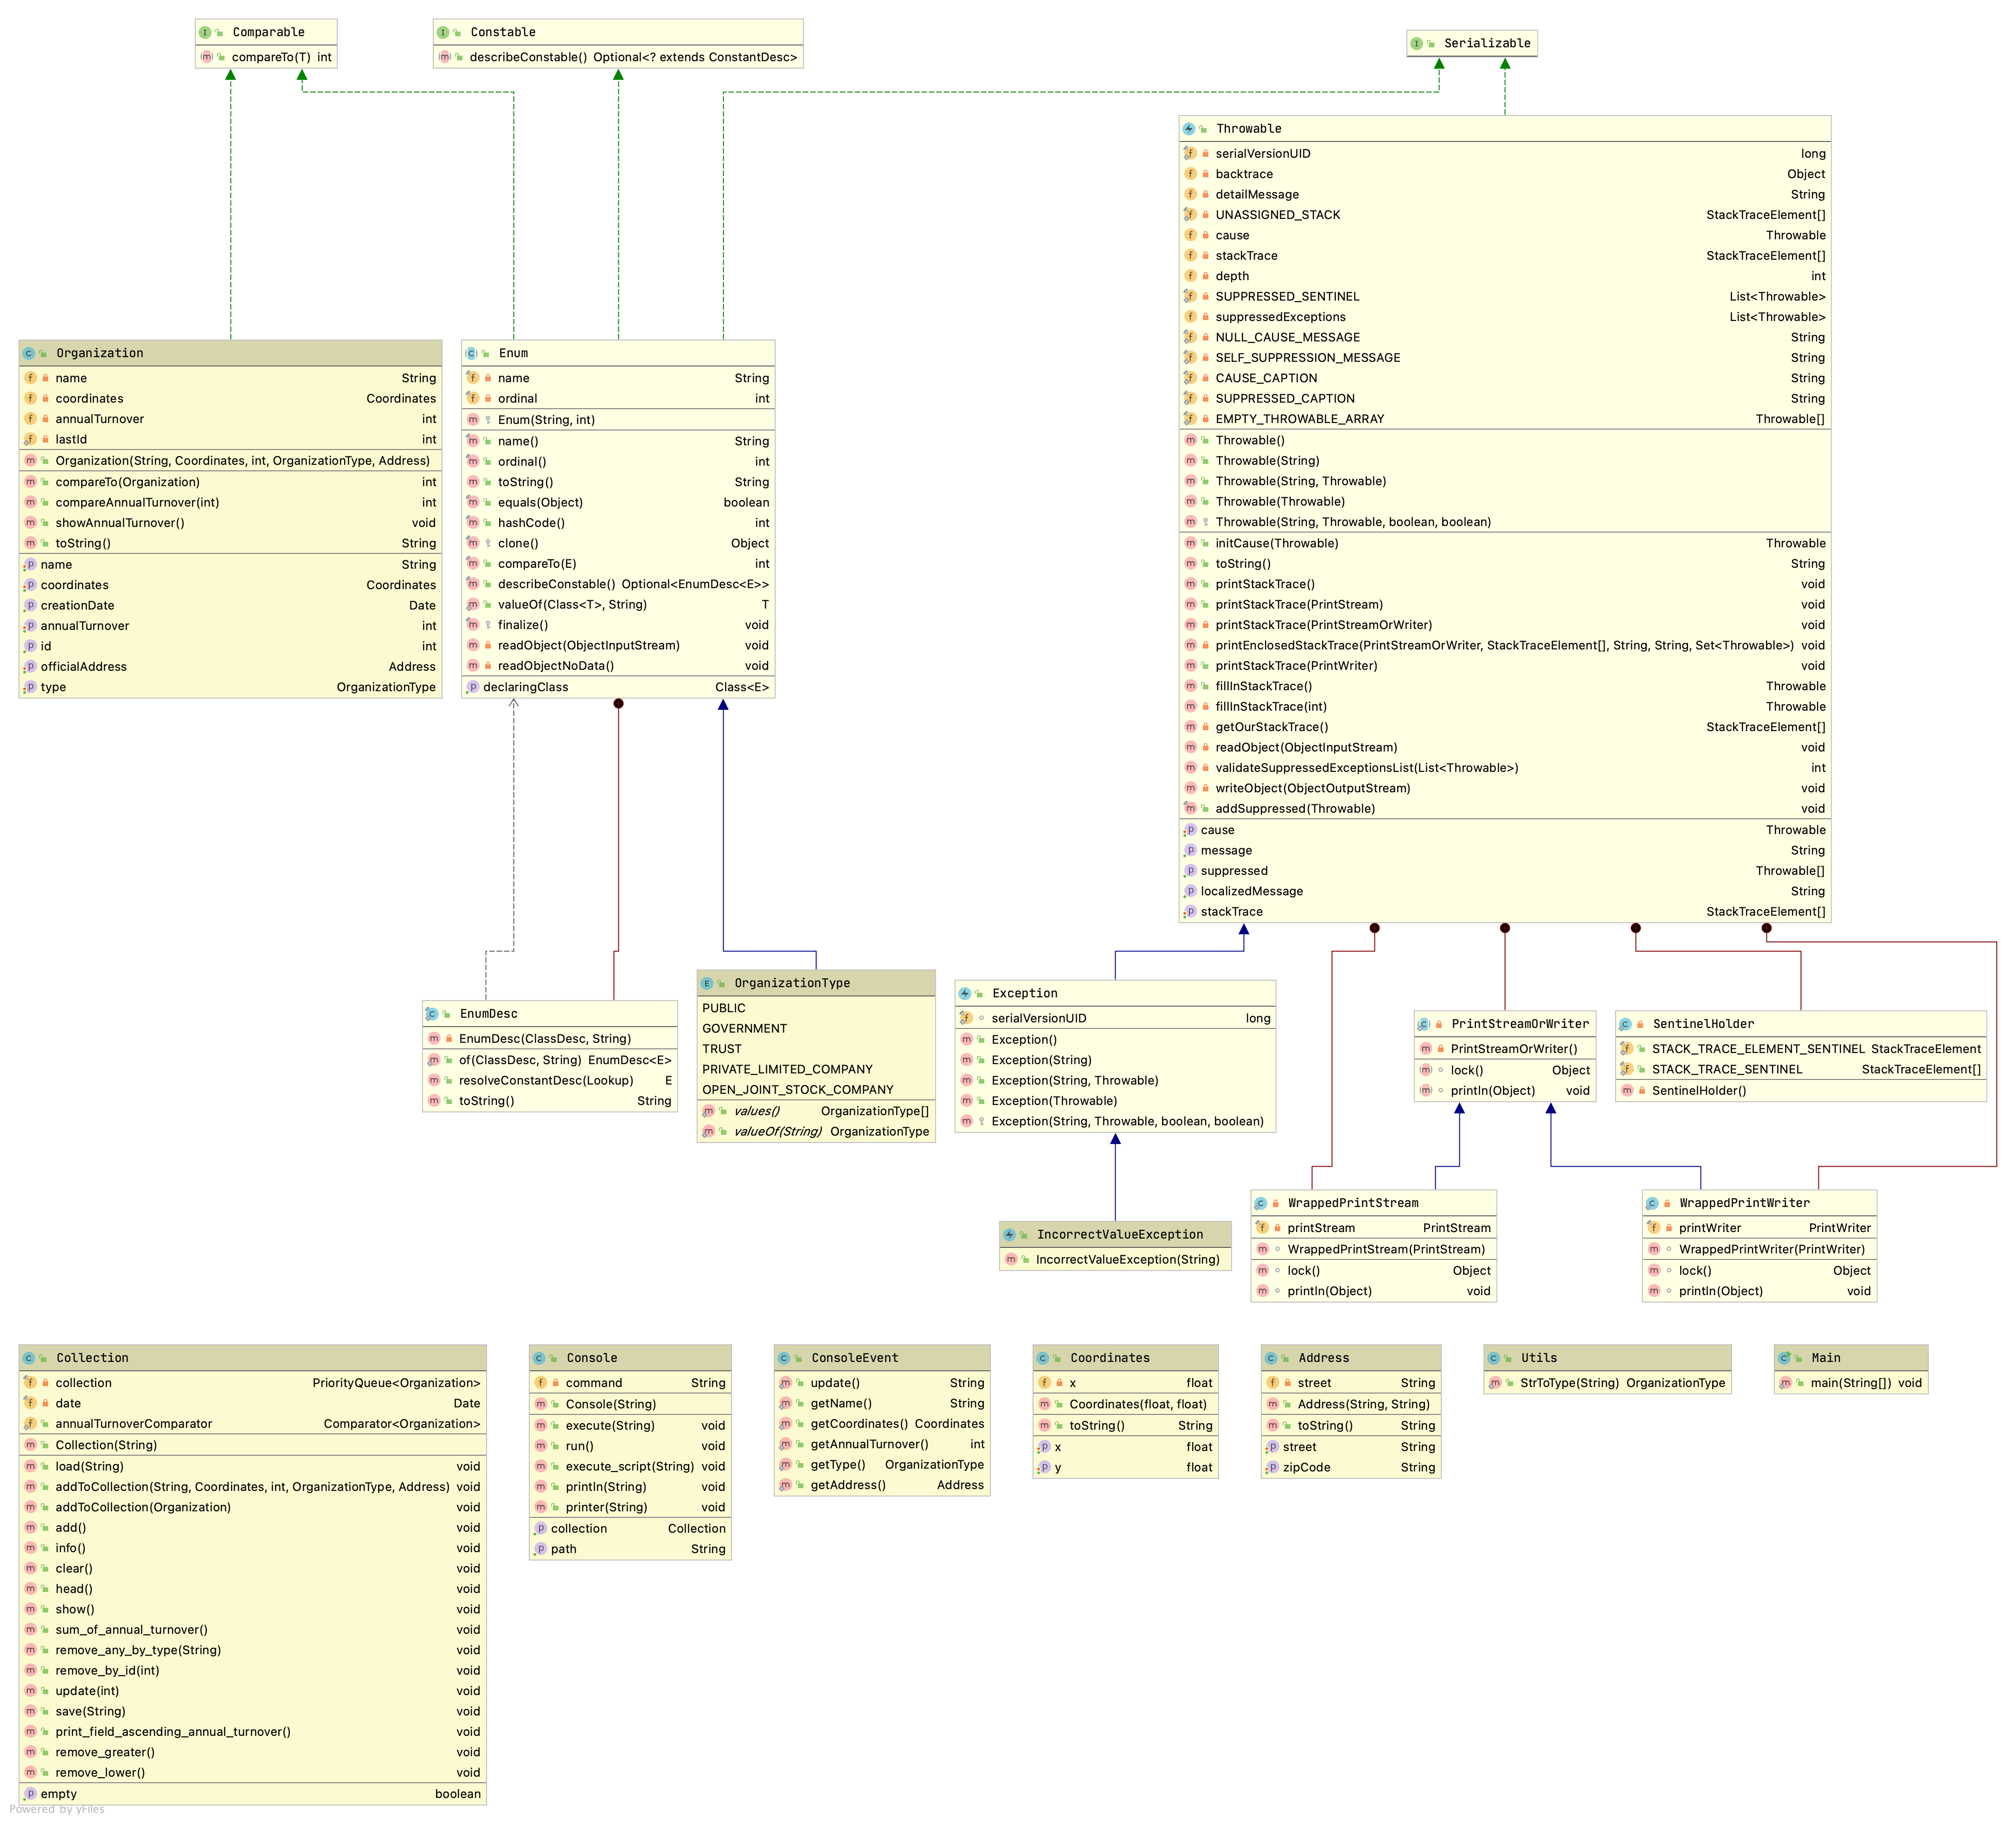 Comparable
compareTo(T) int
Constable
describeConstable() Optional<? extends ConstantDesc>
Serializable
Throwable
serialVersionUID long
backtrace Object
detailMessage String
UNASSIGNED_STACK StackTraceElement[]
cause Throwable
stackTrace StackTraceElement[]
depth int
SUPPRESSED_SENTINEL List<Throwable>
suppressedExceptions List<Throwable>
NULL_CAUSE_MESSAGE String
SELF_SUPPRESSION_MESSAGE String
CAUSE_CAPTION String
SUPPRESSED_CAPTION String
EMPTY_THROWABLE_ARRAY Throwable[]
Throwable()
Throwable(String)
Throwable(String, Throwable)
Throwable(Throwable)
Throwable(String, Throwable, boolean, boolean)
initCause(Throwable) Throwable
toString() String
printStackTrace() void
printStackTrace(PrintStream) void
printStackTrace(PrintStreamOrWriter) void
printEnclosedStackTrace(PrintStreamOrWriter, StackTraceElement[], String, String, Set<Throwable>) void
printStackTrace(PrintWriter) void
fillInStackTrace() Throwable
fillInStackTrace(int) Throwable
getOurStackTrace() StackTraceElement[]
readObject(ObjectInputStream) void
validateSuppressedExceptionsList(List<Throwable>) int
writeObject(ObjectOutputStream) void
addSuppressed(Throwable) void
cause Throwable
message String
suppressed Throwable[]
localizedMessage String
stackTrace StackTraceElement[]
Organization
name String
coordinates Coordinates
annualTurnover int
lastId int
Organization(String, Coordinates, int, OrganizationType, Address)
compareTo(Organization) int
compareAnnualTurnover(int) int
showAnnualTurnover() void
toString() String
name String
coordinates Coordinates
creationDate Date
annualTurnover int
id int
officialAddress Address
type OrganizationType
Enum
name String
ordinal int
Enum(String, int)
name() String
ordinal() int
toString() String
equals(Object) boolean
hashCode() int
clone() Object
compareTo(E) int
describeConstable() Optional<EnumDesc<E>>
valueOf(Class<T>, String) T
finalize() void
readObject(ObjectInputStream) void
readObjectNoData() void
declaringClass Class<E>
EnumDesc
EnumDesc(ClassDesc, String)
of(ClassDesc, String) EnumDesc<E>
resolveConstantDesc(Lookup) E
toString() String
OrganizationType
PUBLIC
GOVERNMENT
TRUST
PRIVATE_LIMITED_COMPANY
OPEN_JOINT_STOCK_COMPANY
values() OrganizationType[]
valueOf(String) OrganizationType
Exception
serialVersionUID long
Exception()
Exception(String)
Exception(String, Throwable)
Exception(Throwable)
Exception(String, Throwable, boolean, boolean)
PrintStreamOrWriter
PrintStreamOrWriter()
lock() Object
println(Object) void
SentinelHolder
STACK_TRACE_ELEMENT_SENTINEL StackTraceElement
STACK_TRACE_SENTINEL StackTraceElement[]
SentinelHolder()
IncorrectValueException
IncorrectValueException(String)
WrappedPrintStream
printStream PrintStream
WrappedPrintStream(PrintStream)
lock() Object
println(Object) void
WrappedPrintWriter
printWriter PrintWriter
WrappedPrintWriter(PrintWriter)
lock() Object
println(Object) void
Collection
collection PriorityQueue<Organization>
date Date
annualTurnoverComparator Comparator<Organization>
Collection(String)
load(String) void
addToCollection(String, Coordinates, int, OrganizationType, Address) void
addToCollection(Organization) void
add() void
info() void
clear() void
head() void
show() void
sum_of_annual_turnover() void
remove_any_by_type(String) void
remove_by_id(int) void
update(int) void
save(String) void
print_field_ascending_annual_turnover() void
remove_greater() void
remove_lower() void
empty boolean
Console
command String
Console(String)
execute(String) void
run() void
execute_script(String) void
println(String) void
printer(String) void
collection Collection
path String
ConsoleEvent
update() String
getName() String
getCoordinates() Coordinates
getAnnualTurnover() int
getType() OrganizationType
getAddress() Address
Coordinates
x float
Coordinates(float, float)
toString() String
x float
y float
Address
street String
Address(String, String)
toString() String
street String
zipCode String
Utils
StrToType(String) OrganizationType
Main
main(String[]) void
Powered by yFiles